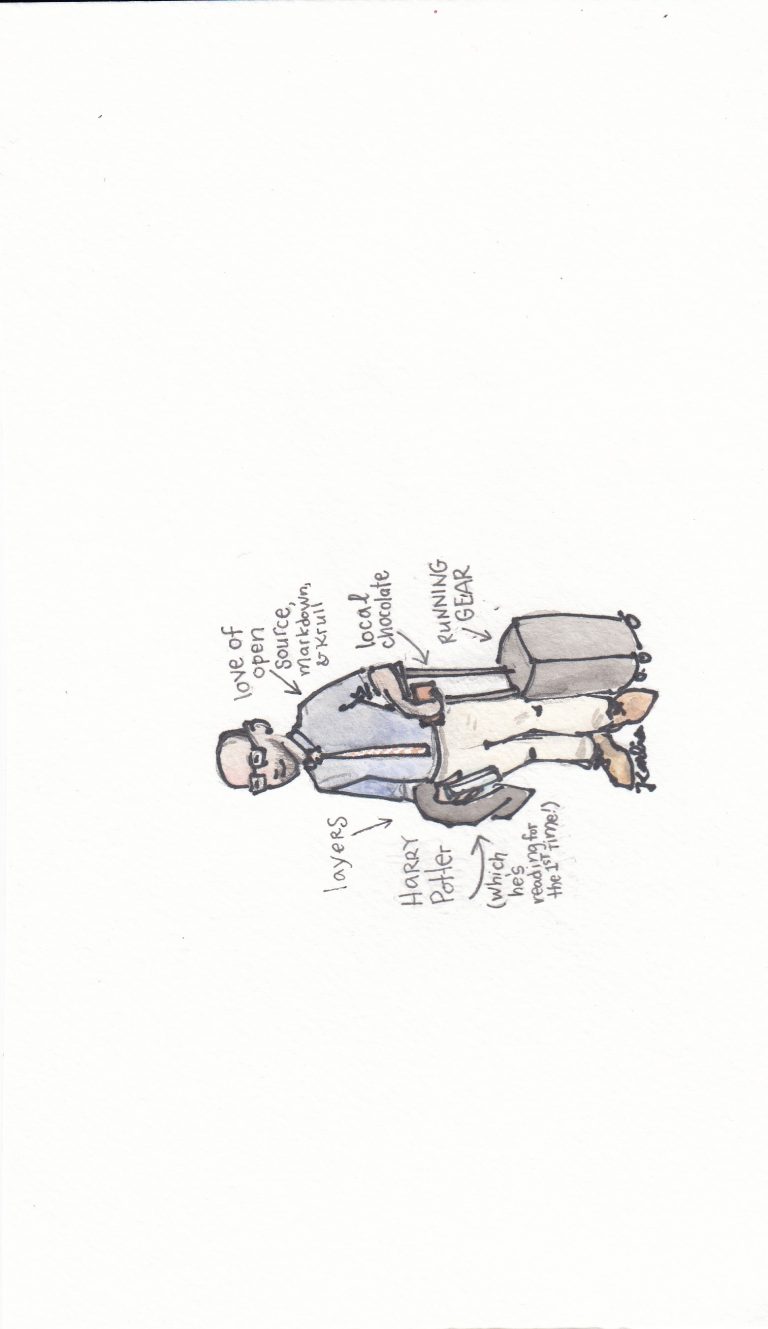 love of
open
source,
markdown,
& Krull
local
chocolate
RUNNING
GEAR
layers
HARRY
Potter
(which
he's
reading for
the 1ST Time!)
Kalis